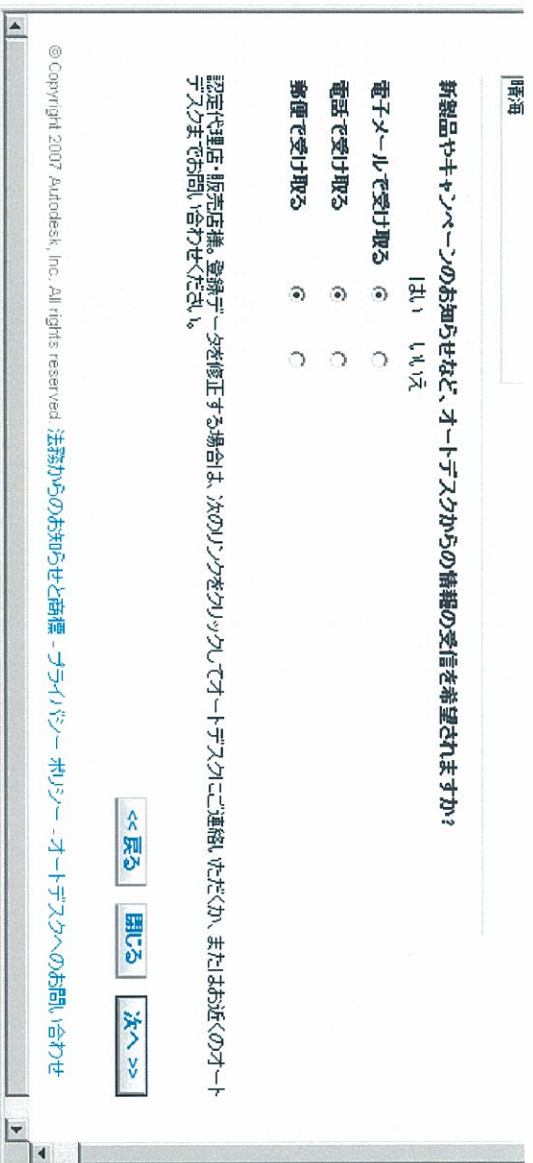 晴海
新製品やキャンペーンのお知らせなど、オートデスクからの情報の受信を希望されますか?
はい いいえ
電子メールで受け取る
電話で受け取る
郵便で受け取る
認定代理店・販売店様。登録データを修正する場合は、次のリンクをクリックしてオートデスクにご連絡いただくか、またはお近くのオート
デスクまでお問い合わせください。
<< 戻る 閉じる 次へ >>
© Copyright 2007 Autodesk, Inc. All rights reserved. 法務からのお知らせと商標 - プライバシー ポリシー - オートデスクへのお問い合わせ